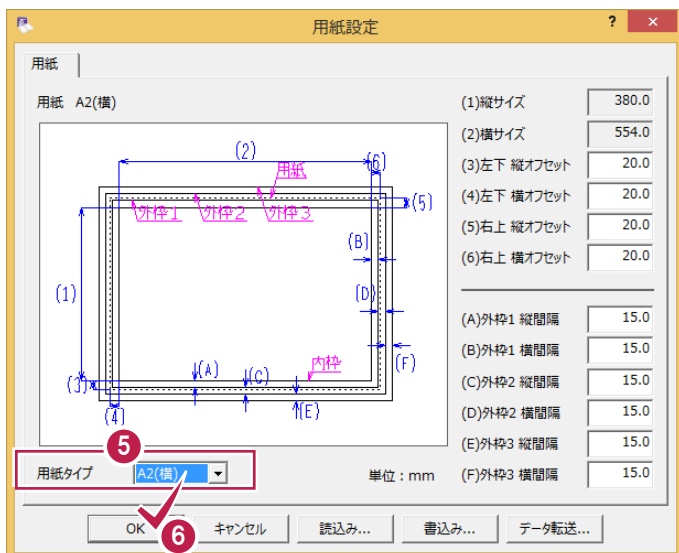 用紙設定
? ×
用紙
用紙 A2(横)
(1)縦サイズ 380.0
(2)横サイズ 554.0
(3)左下 縦オフセット 20.0
(4)左下 横オフセット 20.0
(5)右上 縦オフセット 20.0
(6)右上 横オフセット 20.0
(A)外枠1 縦間隔 15.0
(B)外枠1 横間隔 15.0
(C)外枠2 縦間隔 15.0
(D)外枠2 横間隔 15.0
(E)外枠3 縦間隔 15.0
(F)外枠3 横間隔 15.0
(2)
(6)
用紙
外枠1 外枠2 外枠3
(5)
(B)
(1)
(D)
(F)
内枠
(A)
(C)
(3)
(4)
(E)
5
用紙タイプ A2(横)
単位:mm
6
OK キャンセル 読込み... 書込み... データ転送...